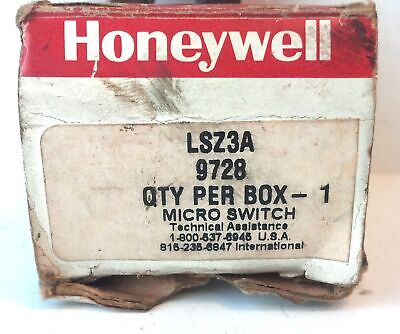 Honeywell
LSZ3A
9728
QTY PER BOX- 1
MICRO SWITCH
Technical Assistance
1-800-537-6945 U.S.A.
815-235-6847 International